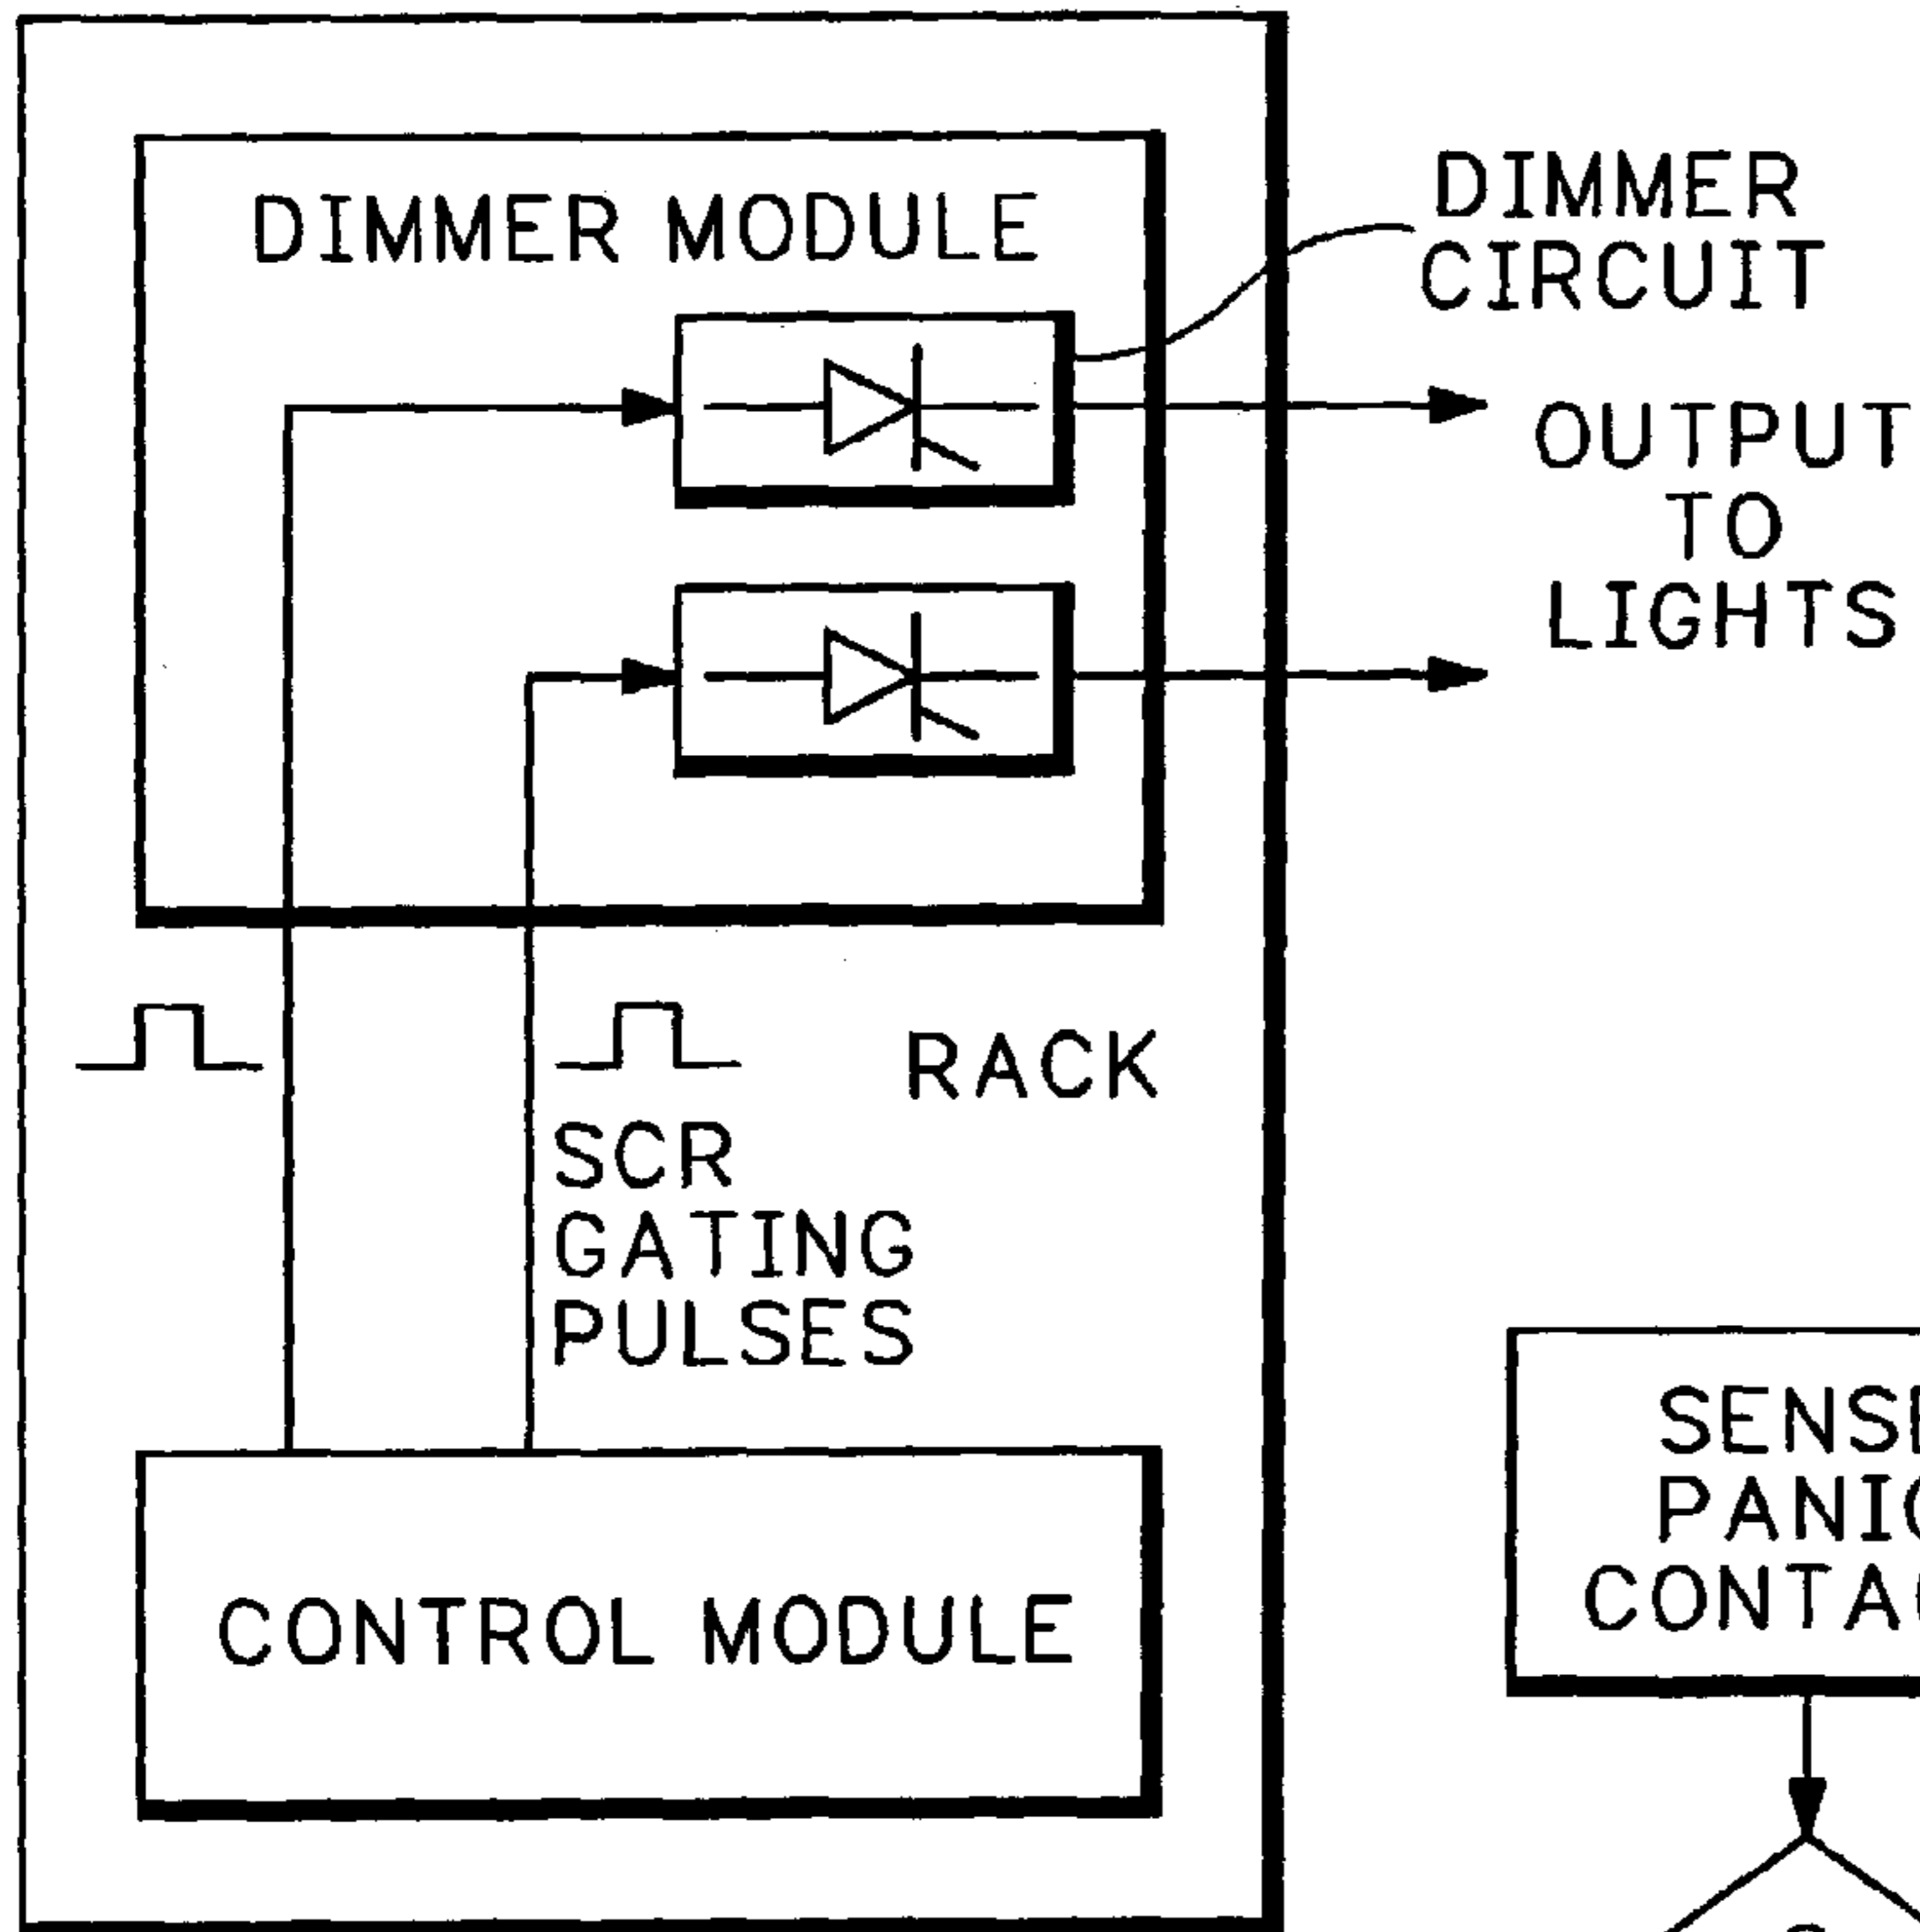 DIMMER MODULE
DIMMER
CIRCUIT
OUTPUT
TO
LIGHTS
RACK
SCR
GATING
PULSES
CONTROL MODULE